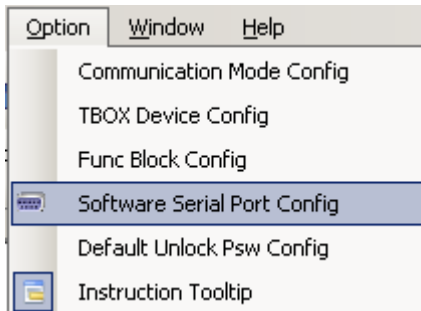 Option Window Help
Communication Mode Config
TBOX Device Config
Func Block Config
Software Serial Port Config
Default Unlock Psw Config
Instruction Tooltip